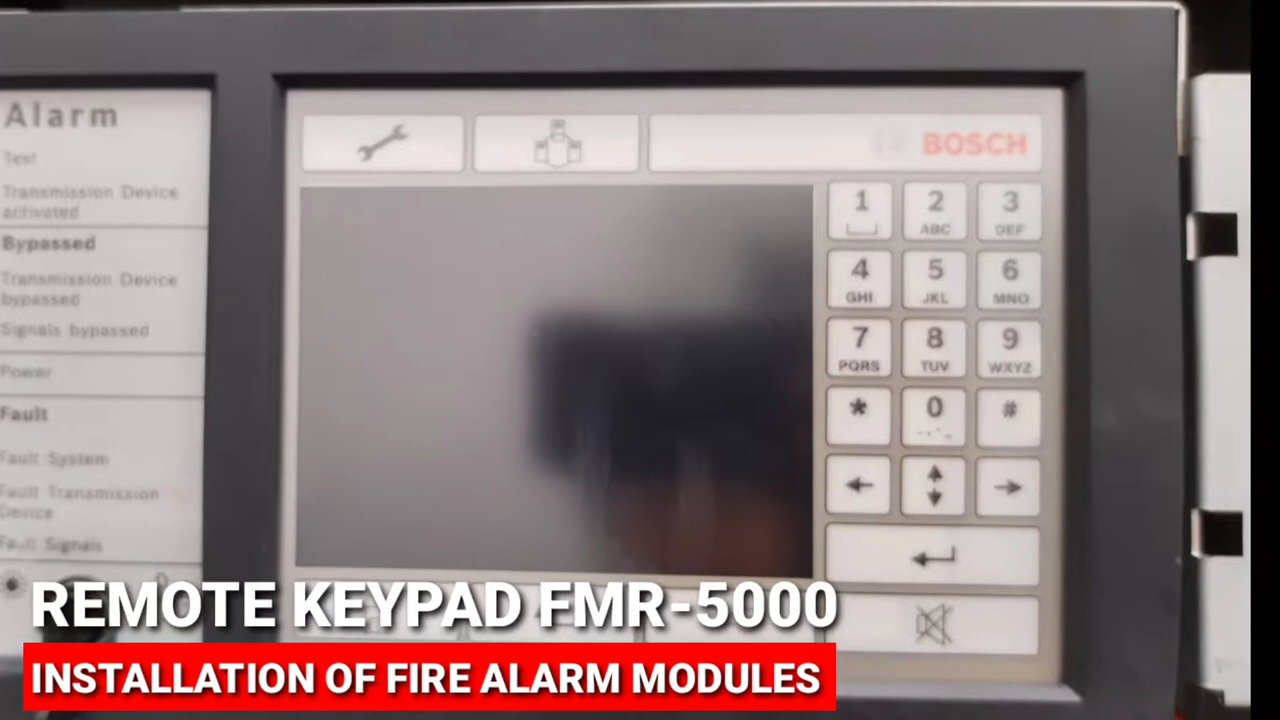 Alarm
Test
Transmission Device
activated
Bypassed
Transmission Device
bypassed
Signals bypassed
Power
Fault
Fault System
Fault Transmission
Device
Fault Signals
BOSCH
1 2 3
ABC DEF
4 5 6
GHI JKL MNO
7 8 9
PQRS TUV WXYZ
* 0 #
REMOTE KEYPAD FMR-5000
INSTALLATION OF FIRE ALARM MODULES